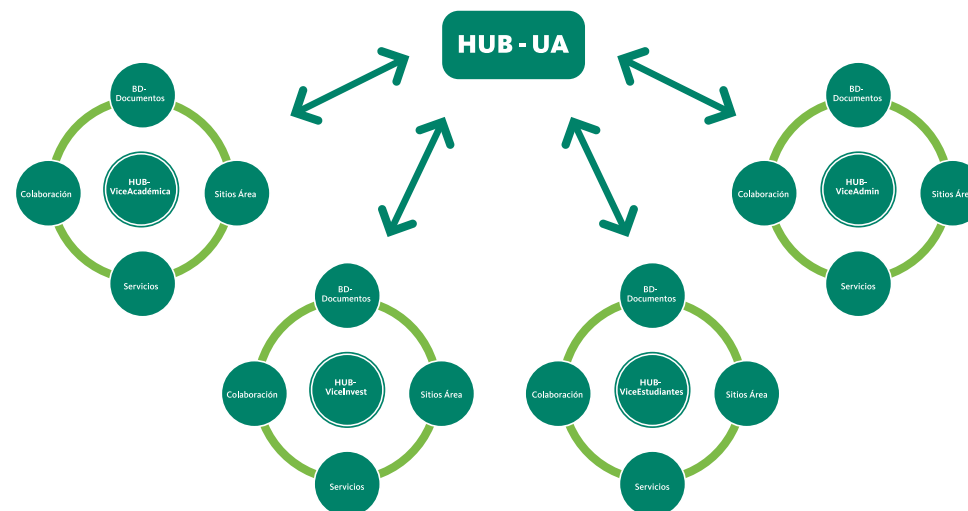 HUB - UA
BD-
Documentos
Colaboración
HUB-
ViceAcadémica
Sitios Área
Servicios
BD-
Documentos
Colaboración
HUB-
ViceAdmin
Sitios Área
Servicios
BD-
Documentos
Colaboración
HUB-
ViceInvest
Sitios Área
Servicios
BD-
Documentos
Colaboración
HUB-
ViceEstudiantes
Sitios Área
Servicios